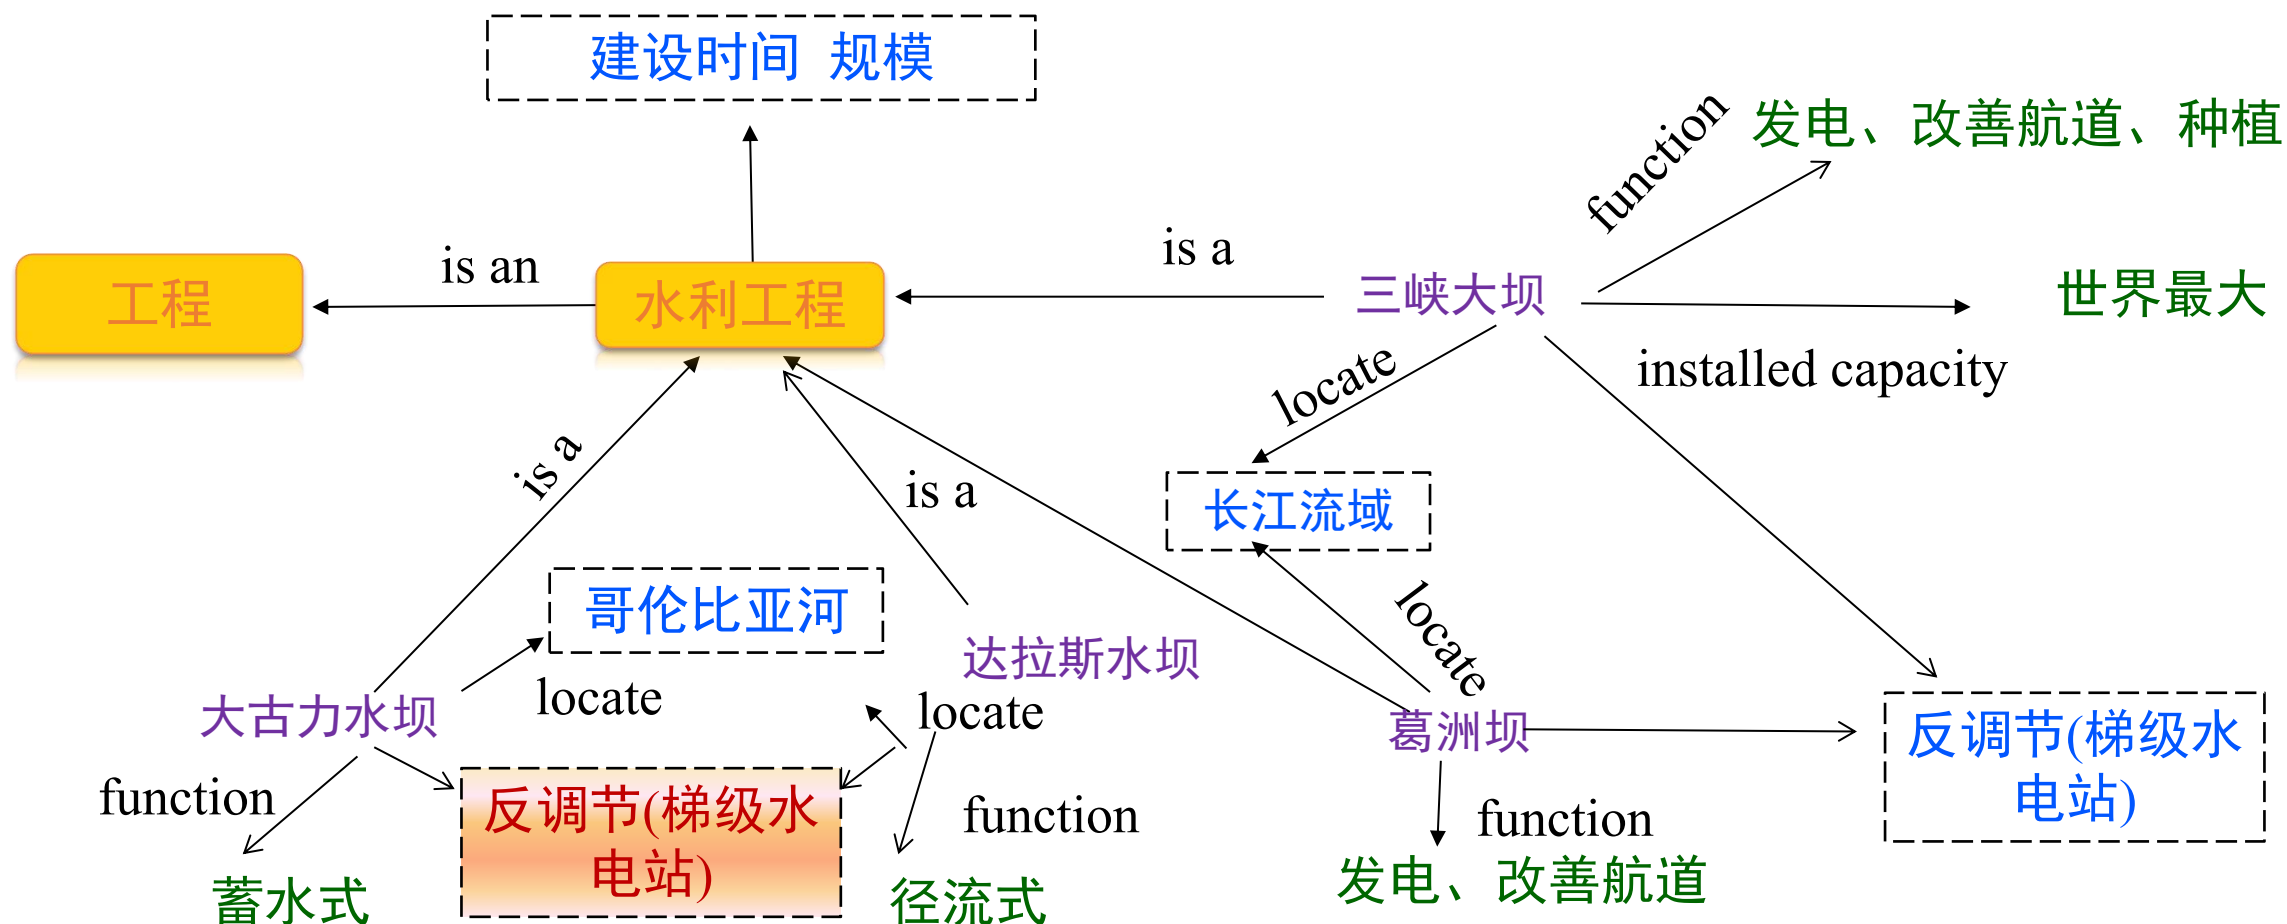 建设时间 规模
function
发电、改善航道、种植
is an
is a
工程
水利工程
三峡大坝
世界最大
locate
installed capacity
is a
is a
长江流域
哥伦比亚河
locate
达拉斯水坝
locate
大古力水坝
locate
葛洲坝
反调节(梯级水
电站)
function
反调节(梯级水
电站)
function
function
蓄水式
径流式
发电、改善航道